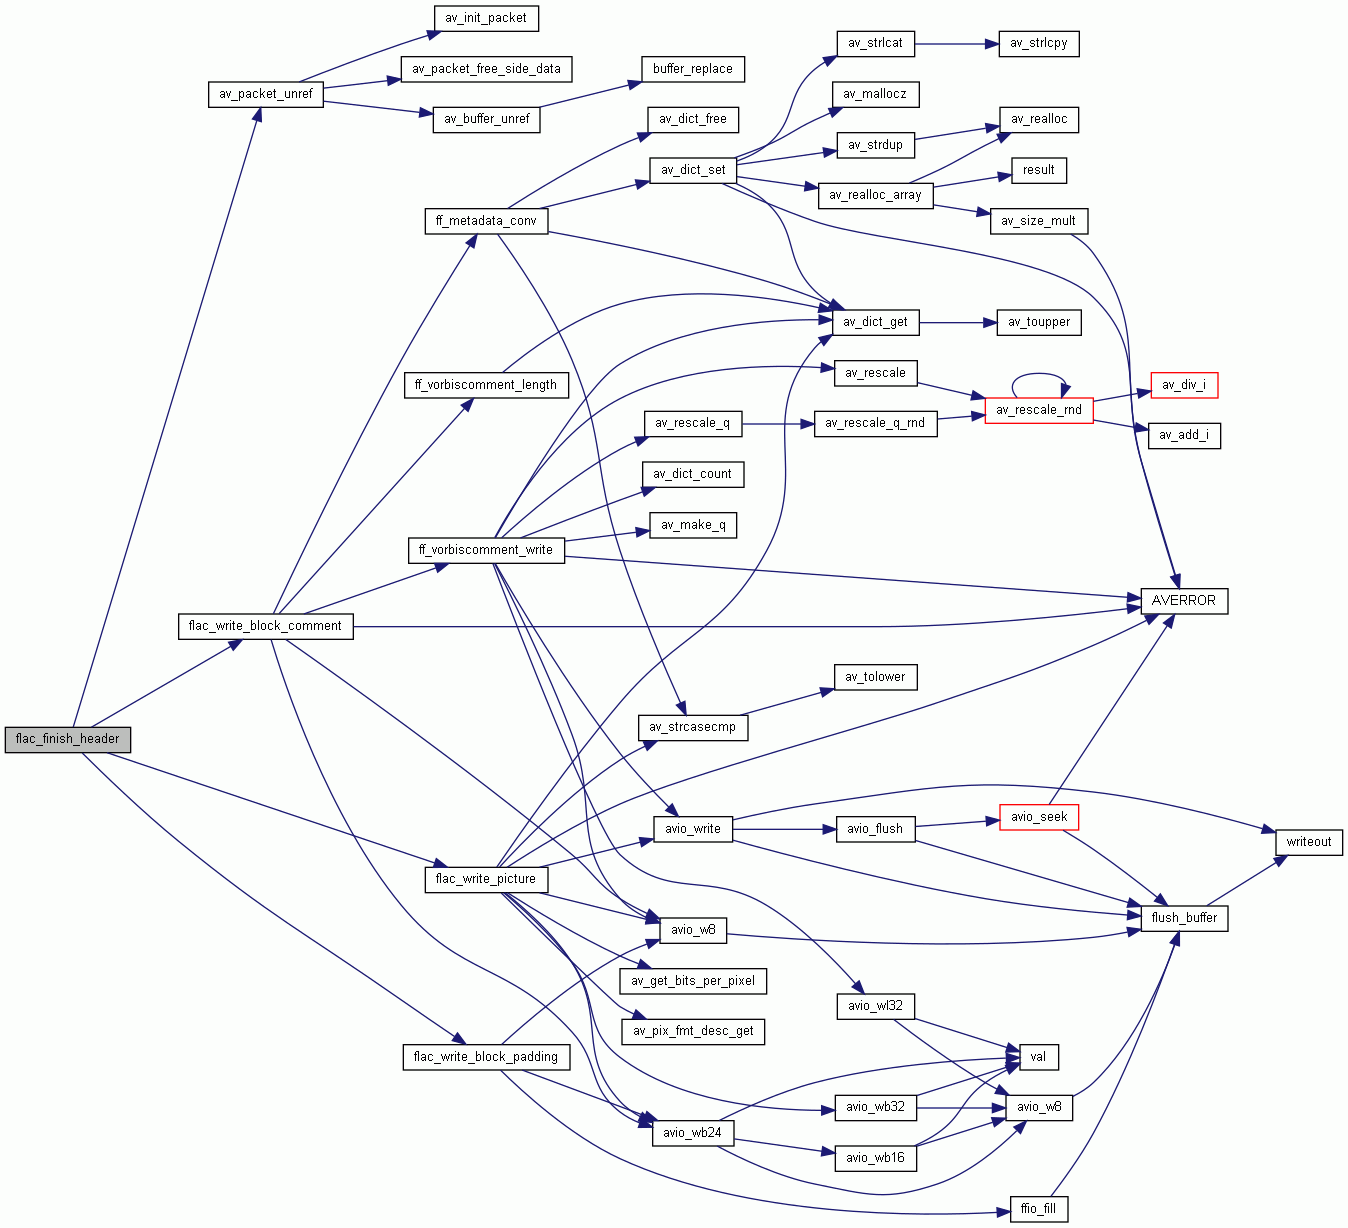 av_init_packet
av_packet_free_side_data
av_packet_unref
av_buffer_unref
buffer_replace
av_strlcat
av_strlcpy
av_mallocz
av_dict_free
av_realloc
av_strdup
av_dict_set
result
av_realloc_array
ff_metadata_conv
av_size_mult
av_dict_get
av_toupper
ff_vorbiscomment_length
av_rescale
av_div_i
av_rescale_rnd
av_rescale_q
av_rescale_q_rnd
av_add_i
av_dict_count
av_make_q
ff_vorbiscomment_write
AVERROR
flac_write_block_comment
av_tolower
av_strcasecmp
flac_finish_header
avio_seek
avio_write
avio_flush
writeout
flac_write_picture
flush_buffer
avio_w8
av_get_bits_per_pixel
avio_wl32
av_pix_fmt_desc_get
flac_write_block_padding
val
avio_wb32
avio_w8
avio_wb24
avio_wb16
ffio_fill